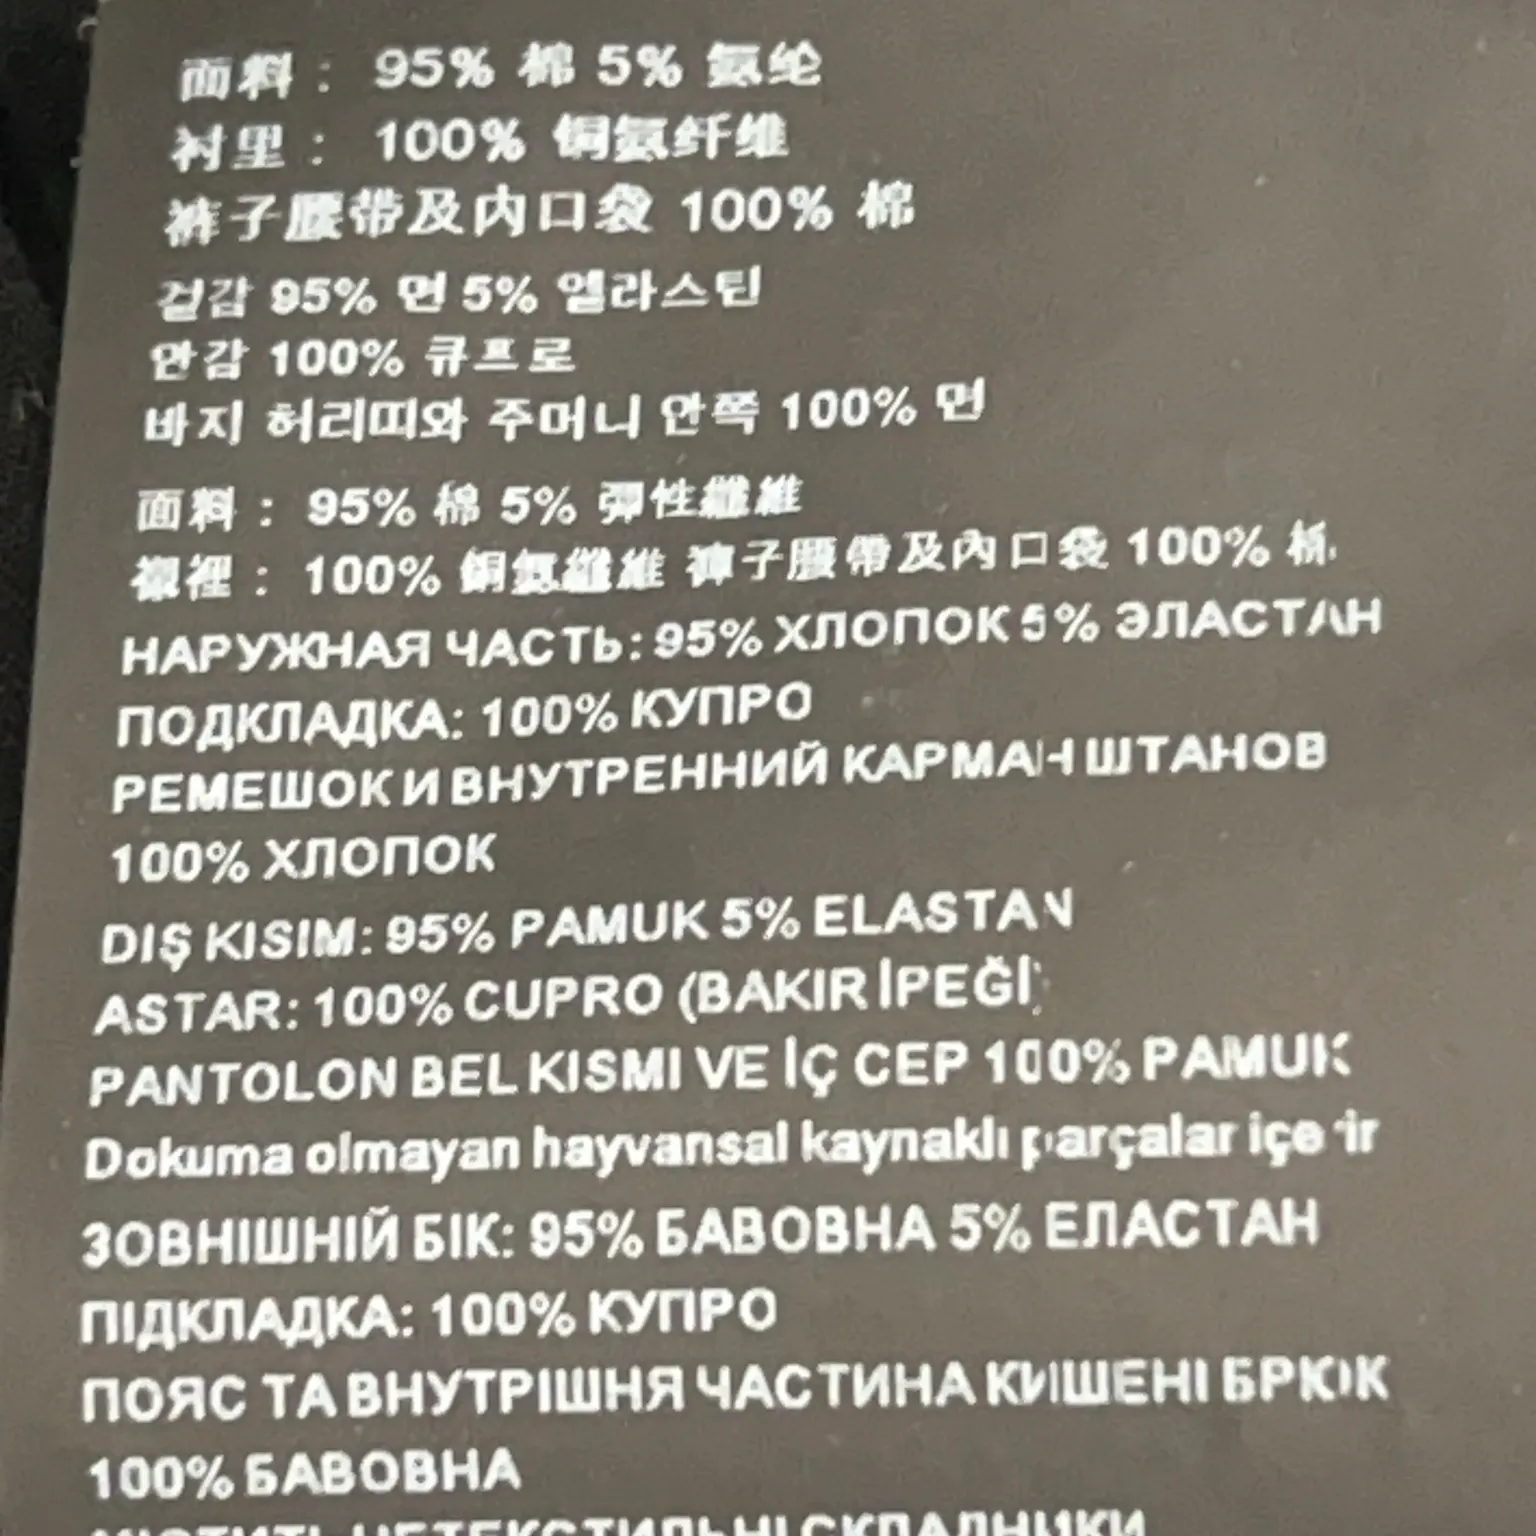 面料： 95% 棉 5% 氨纶
衬里： 100% 铜氨纤维
裤子腰带及内口袋 100% 棉
겉감 95% 면 5% 엘라스틴
안감 100% 큐프로
바지 허리띠와 주머니 안쪽 100% 면
面料： 95% 棉 5% 彈性纖維
襯裡： 100% 銅氨纖維 褲子腰帶及內口袋 100% 棉
НАРУЖНАЯ ЧАСТЬ: 95% ХЛОПОК 5% ЭЛАСТАН
ПОДКЛАДКА: 100% КУПРО
РЕМЕШОК И ВНУТРЕННИЙ КАРМАН ШТАНОВ
100% ХЛОПОК
DIŞ KISIM: 95% PAMUK 5% ELASTAN
ASTAR: 100% CUPRO (BAKIR İPEĞİ)
PANTOLON BEL KISMI VE İÇ CEP 100% PAMUK
Dokuma olmayan hayvansal kaynaklı parçalar içerir
ЗОВНІШНІЙ БІК: 95% БАВОВНА 5% ЕЛАСТАН
ПІДКЛАДКА: 100% КУПРО
ПОЯС ТА ВНУТРІШНЯ ЧАСТИНА КИШЕНІ БРЮК
100% БАВОВНА
МІСТИТЬ НЕТЕКСТИЛЬНІ СКЛАДНИКИ